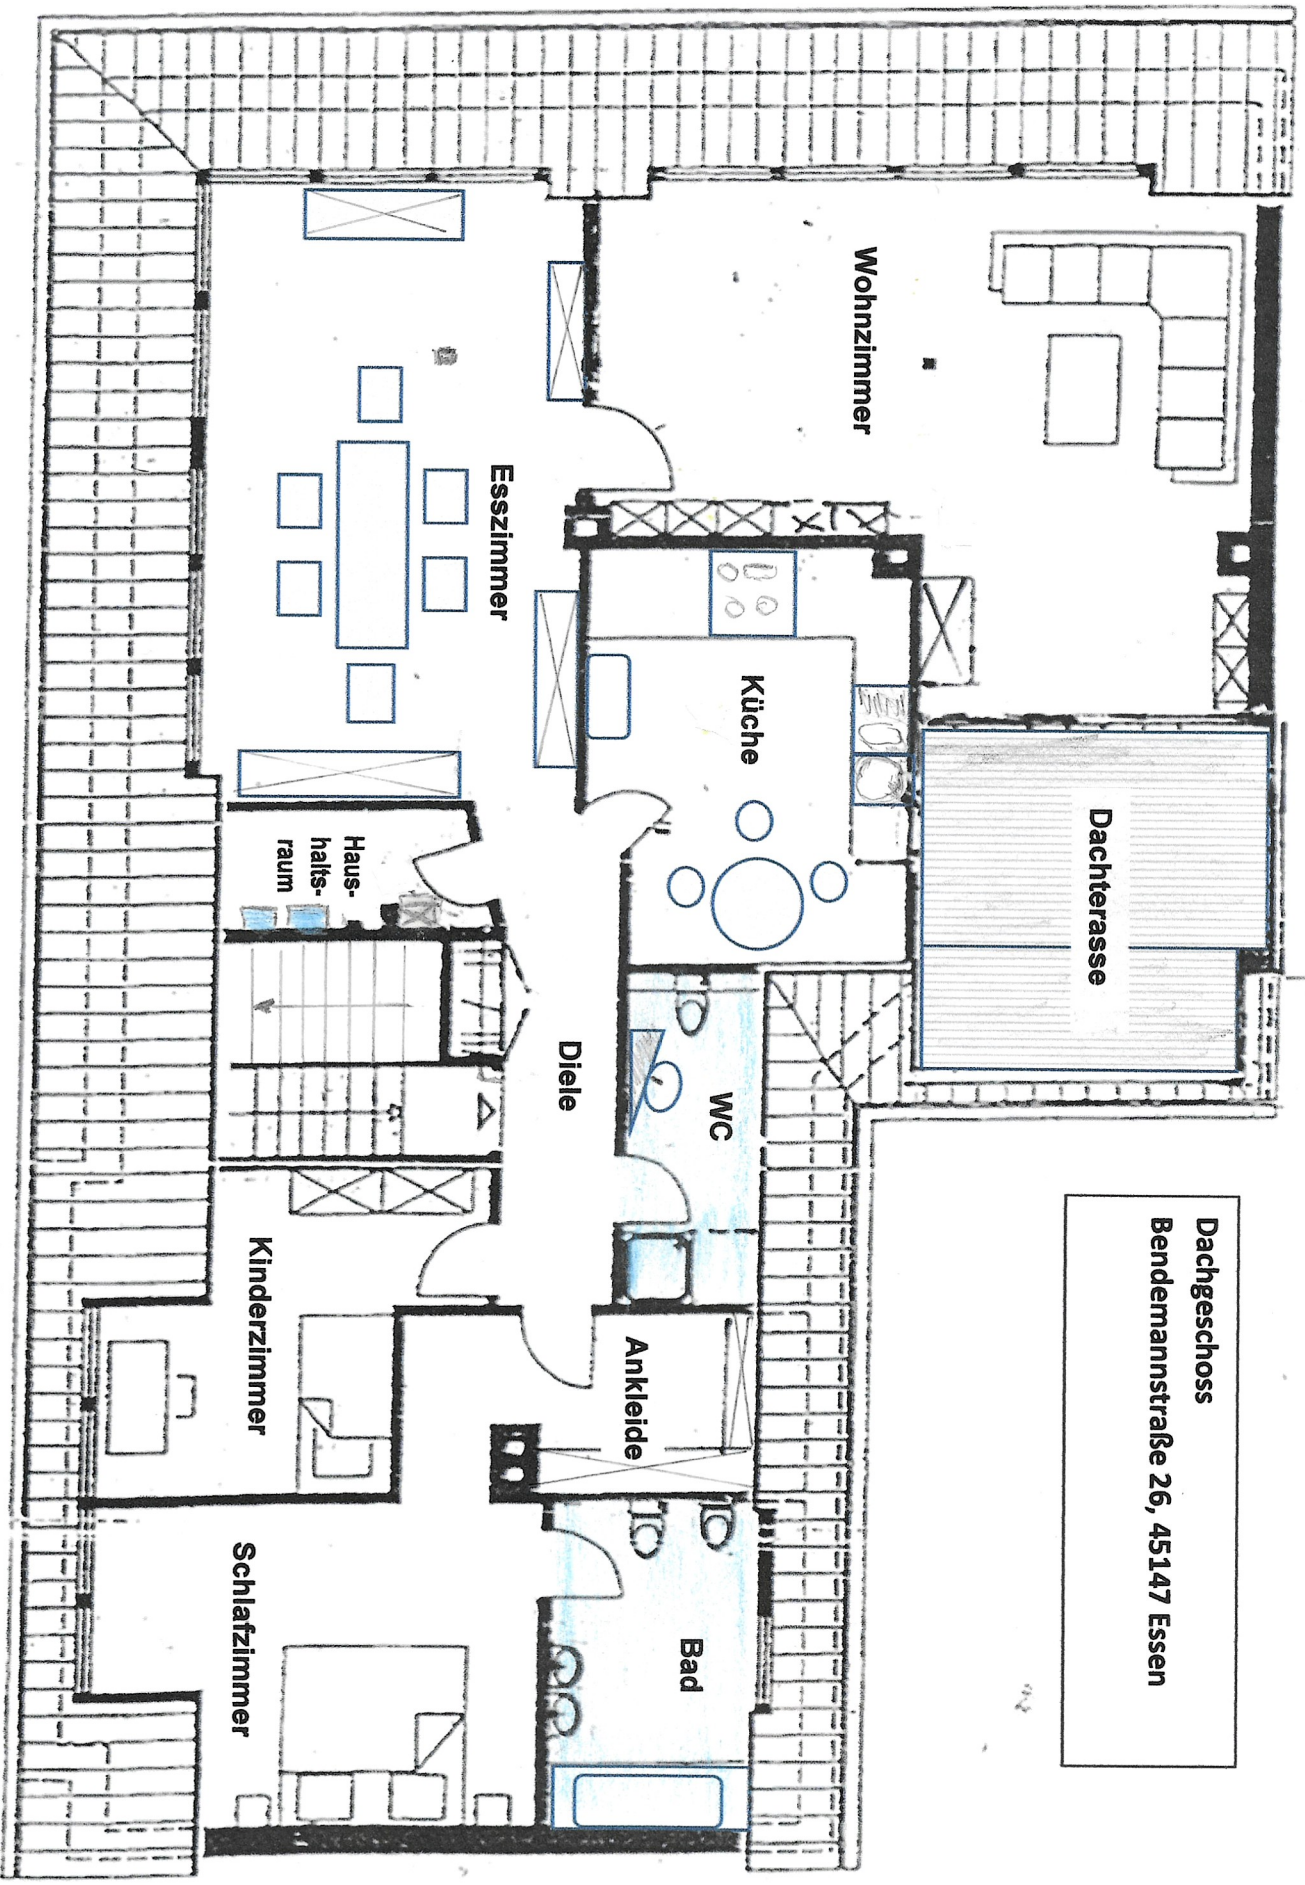 Dachgeschoss
Bendemannstraße 26, 45147 Essen
Wohnzimmer
Dachterasse
Esszimmer
Küche
Haus-
halts-
raum
Diele
WC
Ankleide
Kinderzimmer
Bad
Schlafzimmer